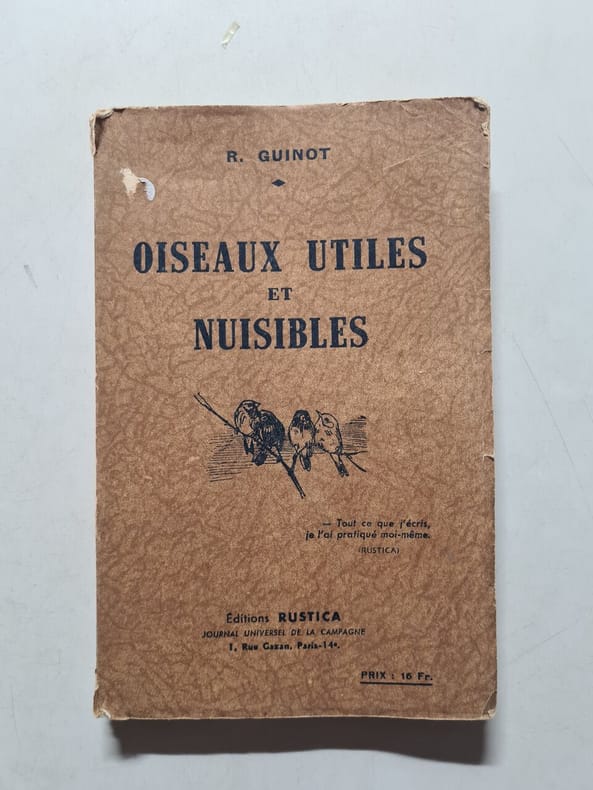 R. GUINOT
OISEAUX UTILES
ET
NUISIBLES
— Tout ce que j'écris,
je l'ai pratiqué moi-même.
(RUSTICA)
Éditions RUSTICA
JOURNAL UNIVERSEL DE LA CAMPAGNE
1, Rue Gazan, Paris-14e.
PRIX : 16 Fr.